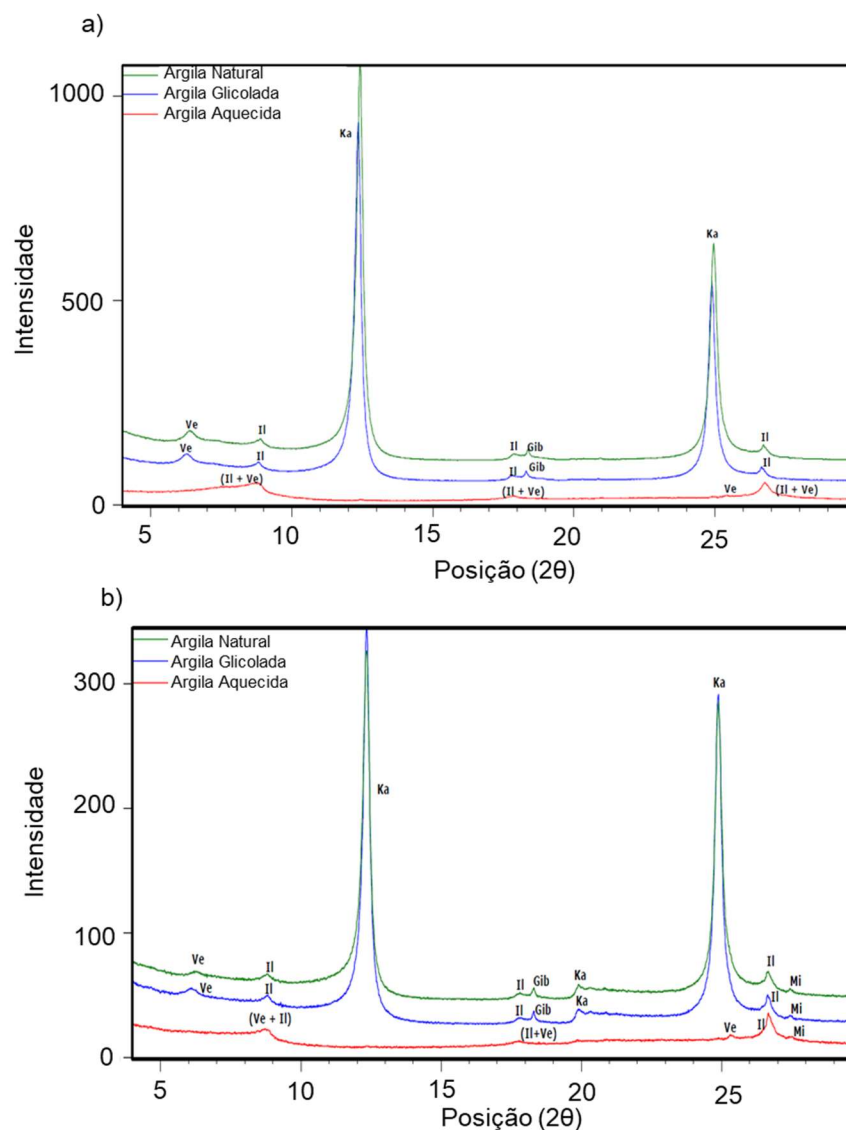 a)
Argila Natural
Argila Glicolada
Argila Aquecida
1000
500
0
Intensidade
Ka
Ka
Ve
Il
Ve
Il
(Il + Ve)
Il
Gib
Il
Gib
(Il + Ve)
Il
Il
Ve
(Il + Ve)
5 10 15 20 25
Posição (2θ)
b)
Argila Natural
Argila Glicolada
Argila Aquecida
300
200
100
0
Intensidade
Ka
Ka
Ve
Il
Ve
Il
(Ve + Il)
Il
Gib
Il
Gib
(Il+Ve)
Ka
Ka
Il
Mi
Il
Mi
Ve
Il
Mi
5 10 15 20 25
Posição (2θ)